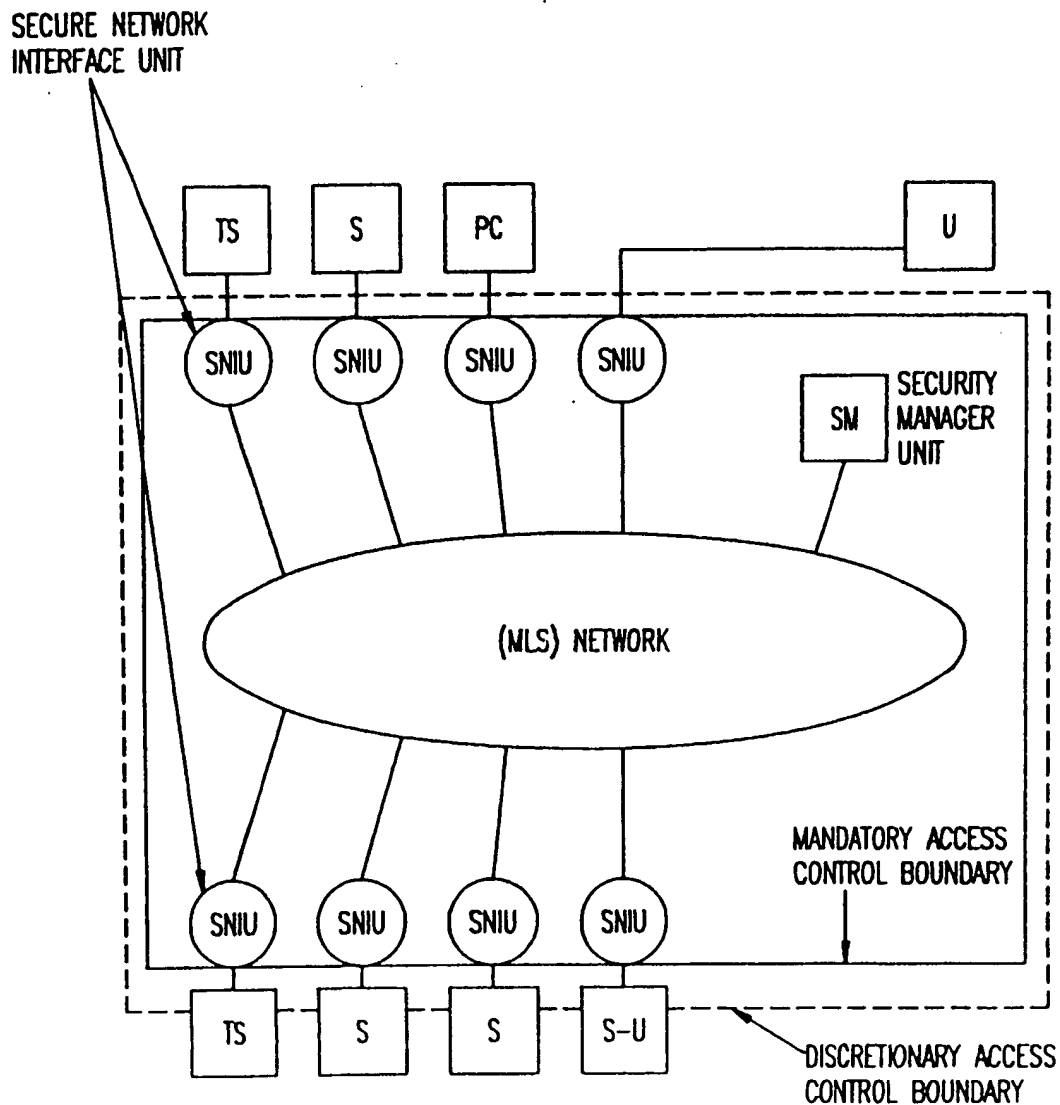 SECURE NETWORK
INTERFACE UNIT
TS
S
PC
U
SNIU
SNIU
SNIU
SNIU
SM
SECURITY
MANAGER
UNIT
(MLS) NETWORK
MANDATORY ACCESS
CONTROL BOUNDARY
SNIU
SNIU
SNIU
SNIU
TS
S
S
S-U
DISCRETIONARY ACCESS
CONTROL BOUNDARY